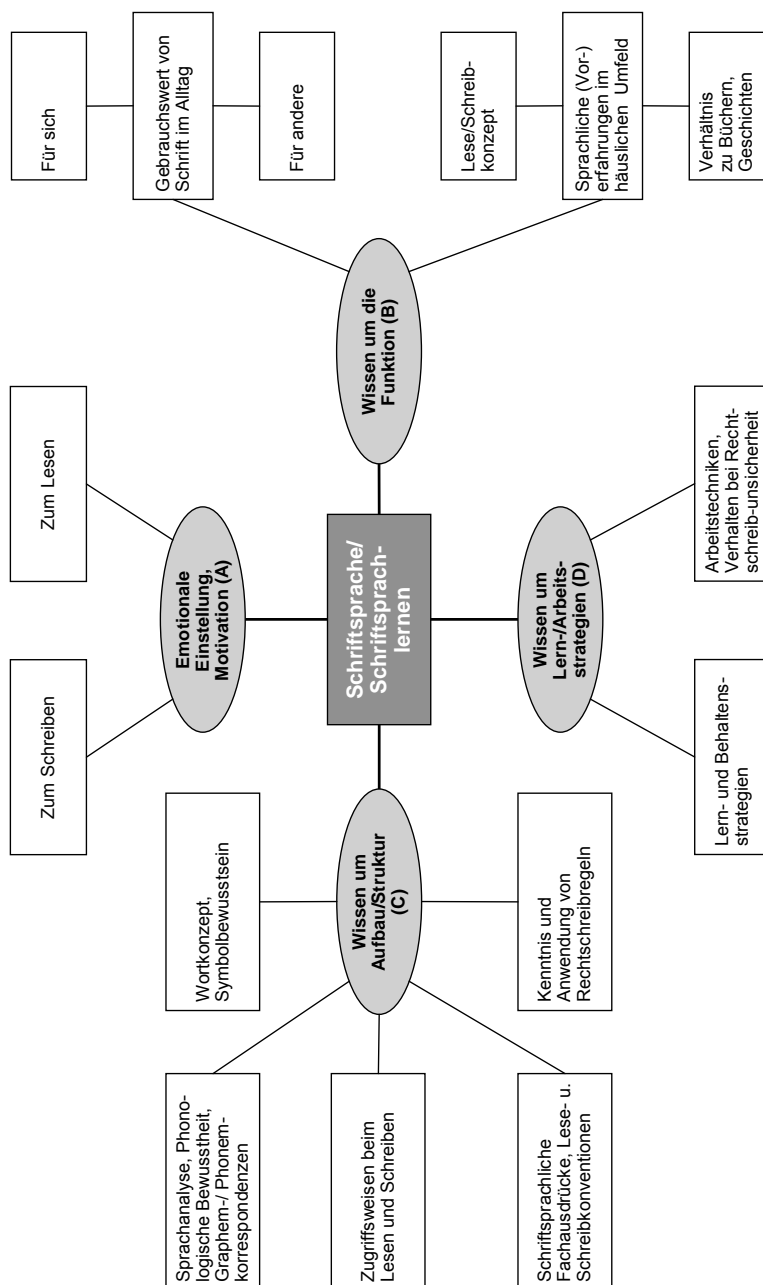 Zum Schreiben
Zum Lesen
Für sich
Gebrauchswert von
Schrift im Alltag
Für andere
Emotionale
Einstellung,
Motivation (A)
Sprachanalyse, Phono-
logische Bewusstheit,
Graphem-/ Phonem-
korrespondenzen
Wortkonzept,
Symbolbewusstsein
Zugriffsweisen beim
Lesen und Schreiben
Wissen um
Aufbau/Struktur
(C)
Schriftsprache/
Schriftsprach-
lernen
Wissen um die
Funktion (B)
Lese/Schreib-
konzept
Sprachliche (Vor-)
erfahrungen im
häuslichen Umfeld
Verhältnis
zu Büchern,
Geschichten
Schriftsprachliche
Fachausdrücke, Lese- u.
Schreibkonventionen
Kenntnis und
Anwendung von
Rechtschreibregeln
Wissen um
Lern-/Arbeits-
strategien (D)
Lern- und Behaltens-
strategien
Arbeitstechniken,
Verhalten bei Recht-
schreib-unsicherheit